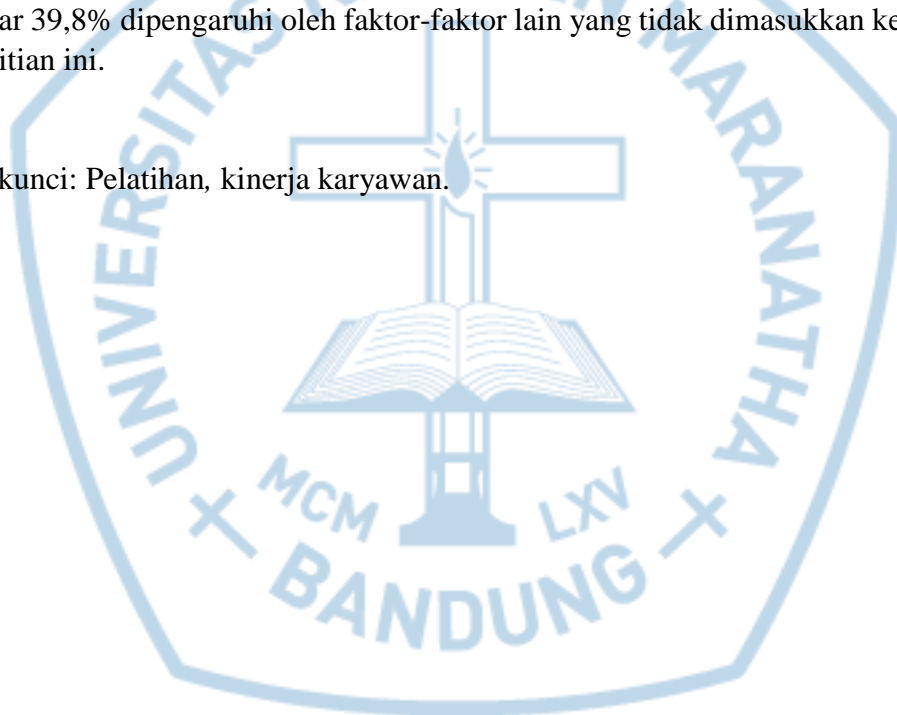 ar 39,8% dipengaruhi oleh faktor-faktor lain yang tidak dimasukkan ke
itian ini.
kunci: Pelatihan, kinerja karyawan.
UNIVERSITAS KRISTEN MARANATHA
MCM LXV
BANDUNG